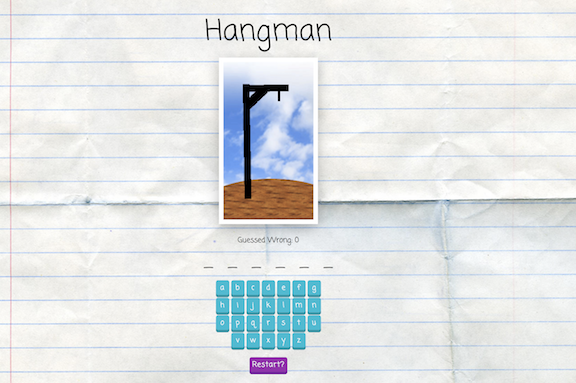 Hangman
Guessed Wrong: 0
_ _ _ _ _ _
a b c d e f g
h i j k l m n
o p q r s t u
v w x y z
Restart?